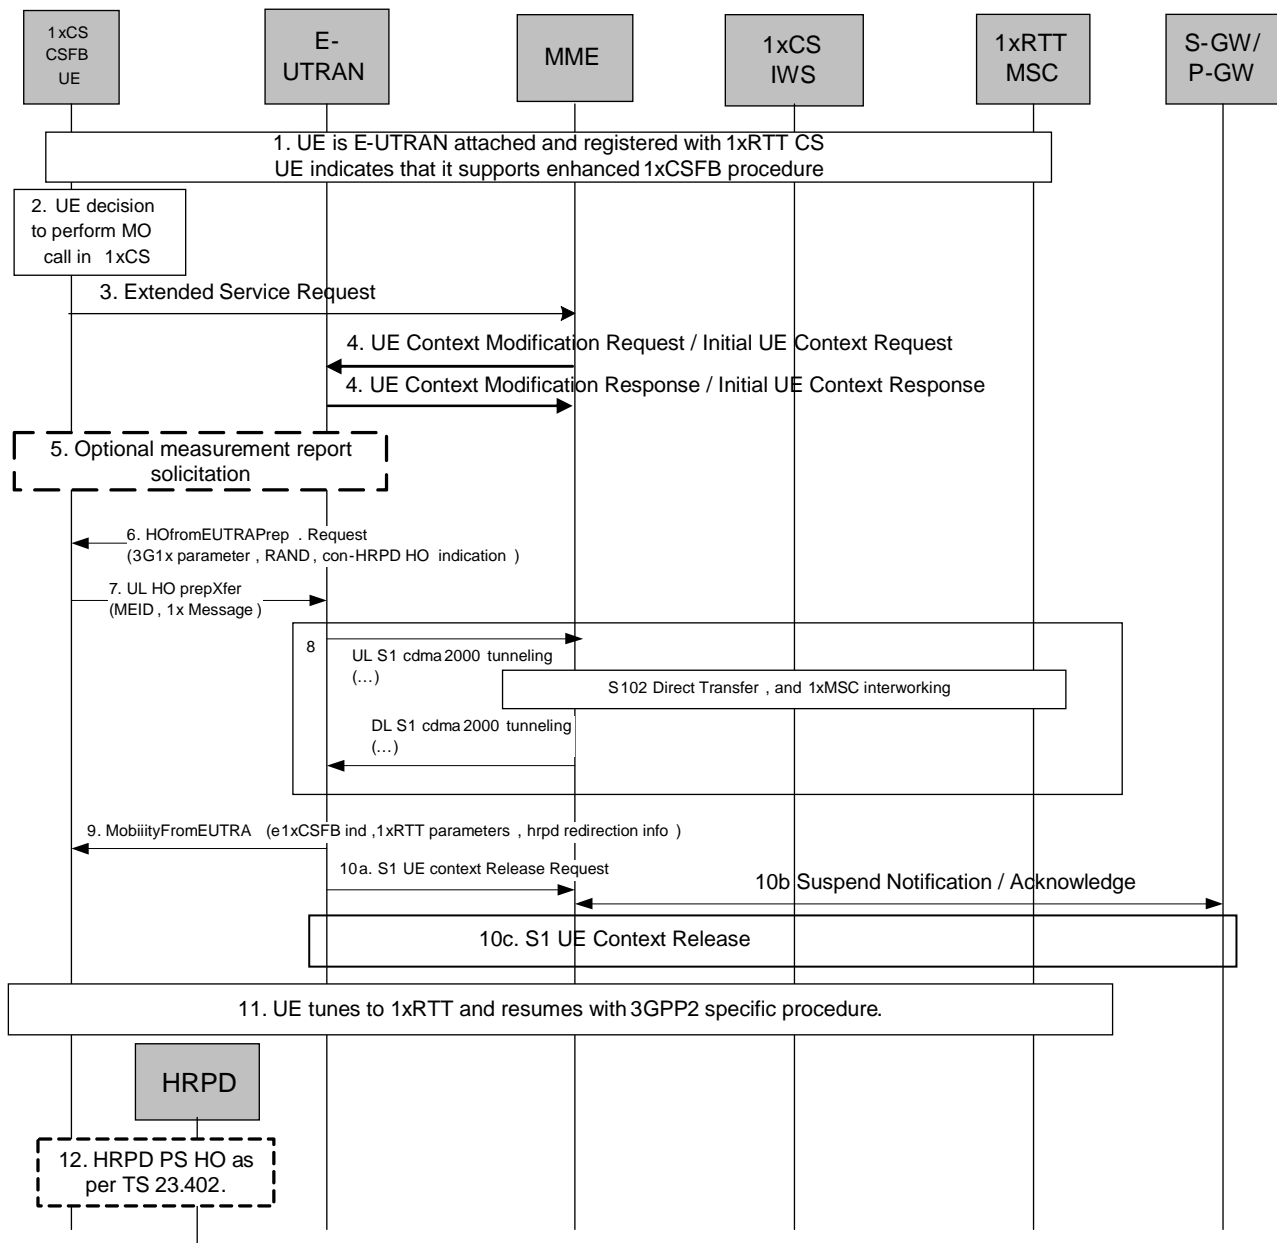 1xCS
CSFB
UE
E-
UTRAN
MME
1xCS
IWS
1xRTT
MSC
S-GW/
P-GW
1. UE is E-UTRAN attached and registered with 1xRTT CS
UE indicates that it supports enhanced 1xCSFB procedure
2. UE decision
to perform MO
call in 1xCS
3. Extended Service Request
4. UE Context Modification Request / Initial UE Context Request
4. UE Context Modification Response / Initial UE Context Response
5. Optional measurement report
solicitation
6. HOfromEUTRAPrep . Request
(3G1x parameter , RAND , con-HRPD HO indication )
7. UL HO prepXfer
(MEID , 1x Message )
8
UL S1 cdma 2000 tunneling
(...)
S102 Direct Transfer , and 1xMSC interworking
DL S1 cdma 2000 tunneling
(...)
9. MobiiityFromEUTRA (e1xCSFB ind ,1xRTT parameters , hrpd redirection info )
10a. S1 UE context Release Request
10b Suspend Notification / Acknowledge
10c. S1 UE Context Release
11. UE tunes to 1xRTT and resumes with 3GPP2 specific procedure.
HRPD
12. HRPD PS HO as
per TS 23.402.